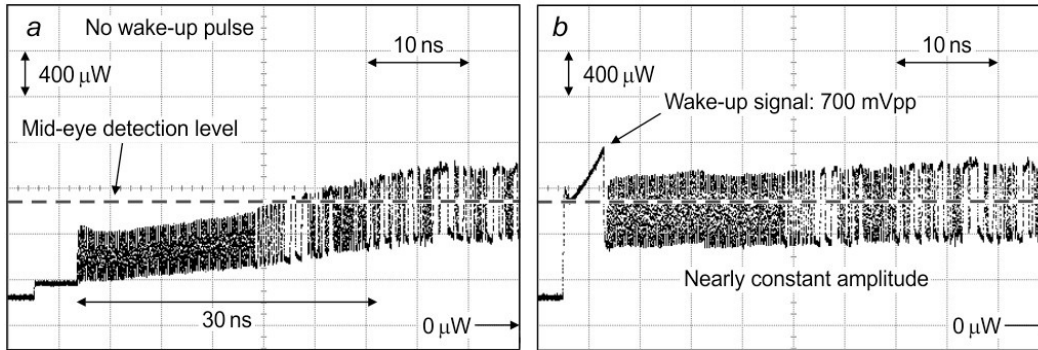 a
No wake-up pulse
10 ns
400 μW
Mid-eye detection level
30 ns
0 μW
b
10 ns
400 μW
Wake-up signal: 700 mVpp
Nearly constant amplitude
0 μW